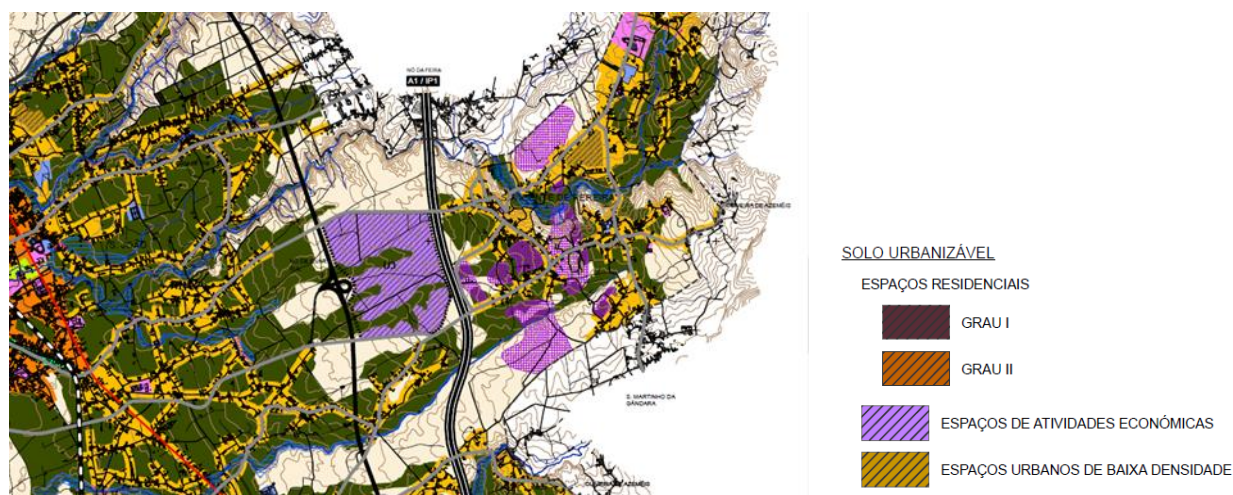 NÓ DA FEIRA
A1 / IP1
S. MARTINHO DA
GÂNDARA
SOLO URBANIZÁVEL
ESPAÇOS RESIDENCIAIS
GRAU I
GRAU II
ESPAÇOS DE ATIVIDADES ECONÓMICAS
ESPAÇOS URBANOS DE BAIXA DENSIDADE